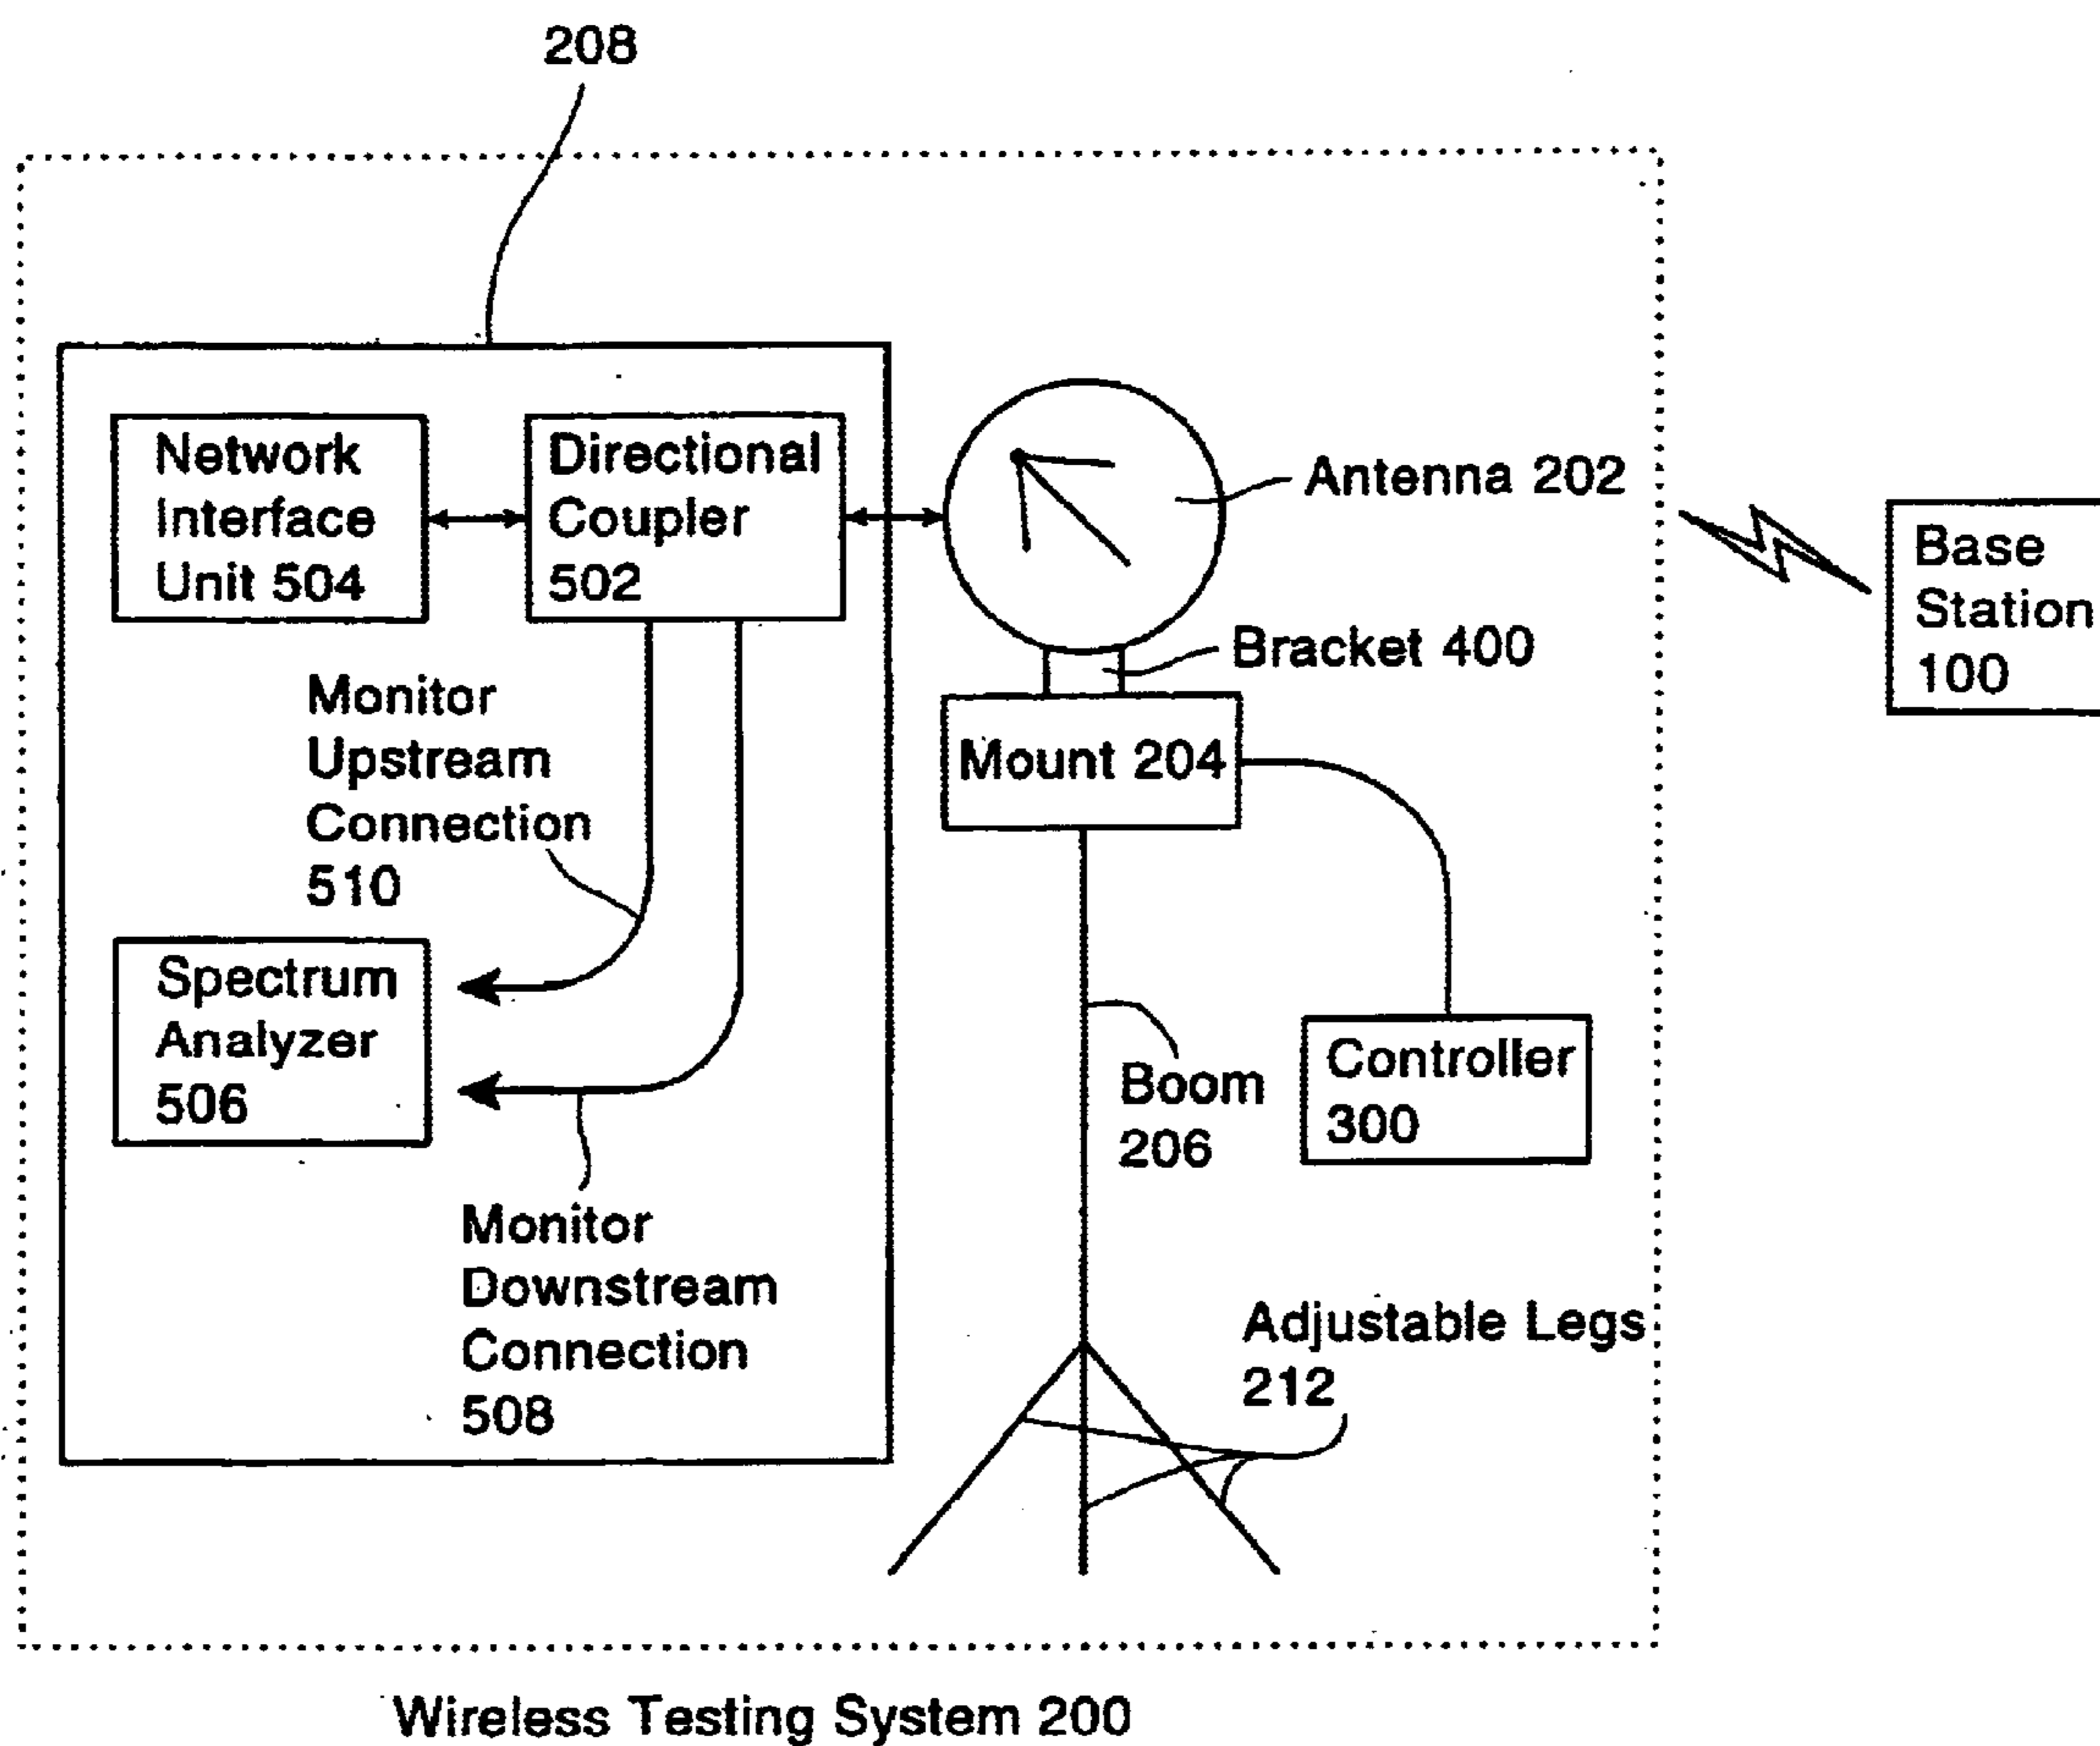 208
Network
Interface
Unit 504
Directional
Coupler
502
Antenna 202
Base
Station
100
Bracket 400
Mount 204
Monitor
Upstream
Connection
510
Spectrum
Analyzer
506
Boom
206
Controller
300
Monitor
Downstream
Connection
508
Adjustable Legs
212
Wireless Testing System 200